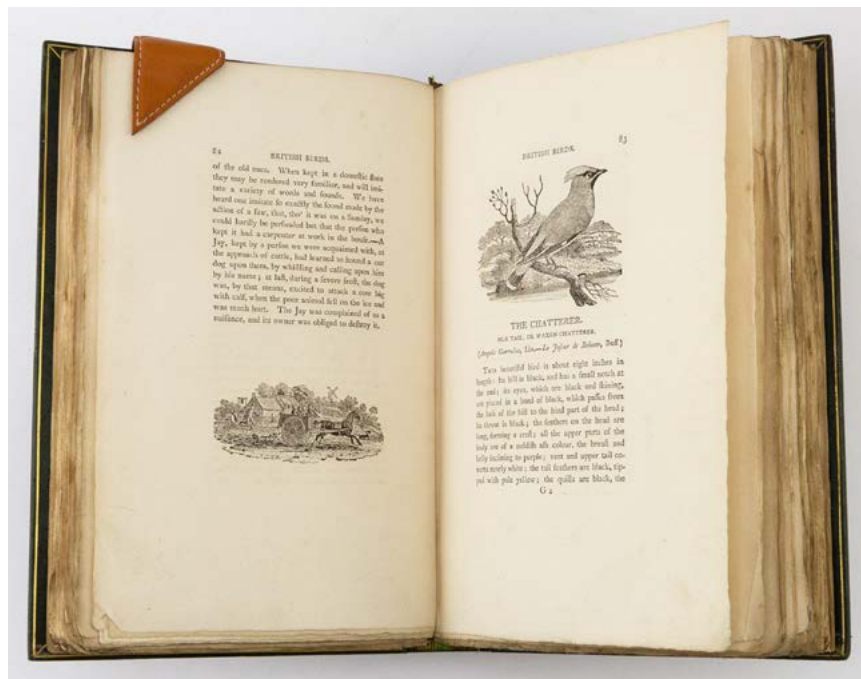 82
BRITISH BIRDS.
of the old ones. When kept in a domestic ſtate
they may be rendered very familiar, and will imi-
tate a variety of words and ſounds. We have
heard one imitate ſo exactly the ſound made by the
action of a ſaw, that, tho' it was on a Sunday, we
could hardly be perſuaded but that the perſon who
kept it had a carpenter at work in the houſe.—A
Jay, kept by a perſon we were acquainted with, at
the approach of cattle, had learned to hound a cur
dog upon them, by whiſtling and calling upon him
by his name; at laſt, during a ſevere froſt, the dog
was, by that means, excited to attack a cow big
with calf, when the poor animal fell on the ice and
was much hurt. The Jay was complained of as a
nuiſance, and its owner was obliged to deſtroy it.
BRITISH BIRDS.
83
THE CHATTERER.
SILK TAIL, OR WAXEN CHATTERER.
(Ampelis Garrulus, Lin.—Le Jaſeur de Boheme, Buff.)
THIS beautiful bird is about eight inches in
length: Its bill is black, and has a ſmall notch at
the end; its eyes, which are black and ſhining,
are placed in a band of black, which paſſes from
the baſe of the bill to the hind part of the head;
its throat is black; the feathers on the head are
long, forming a creſt; all the upper parts of the
body are of a reddiſh aſh colour, the breaſt and
belly inclining to purple; vent and upper tail co-
verts nearly white; the tail feathers are black, tip-
ped with pale yellow; the quills are black, the
G 2